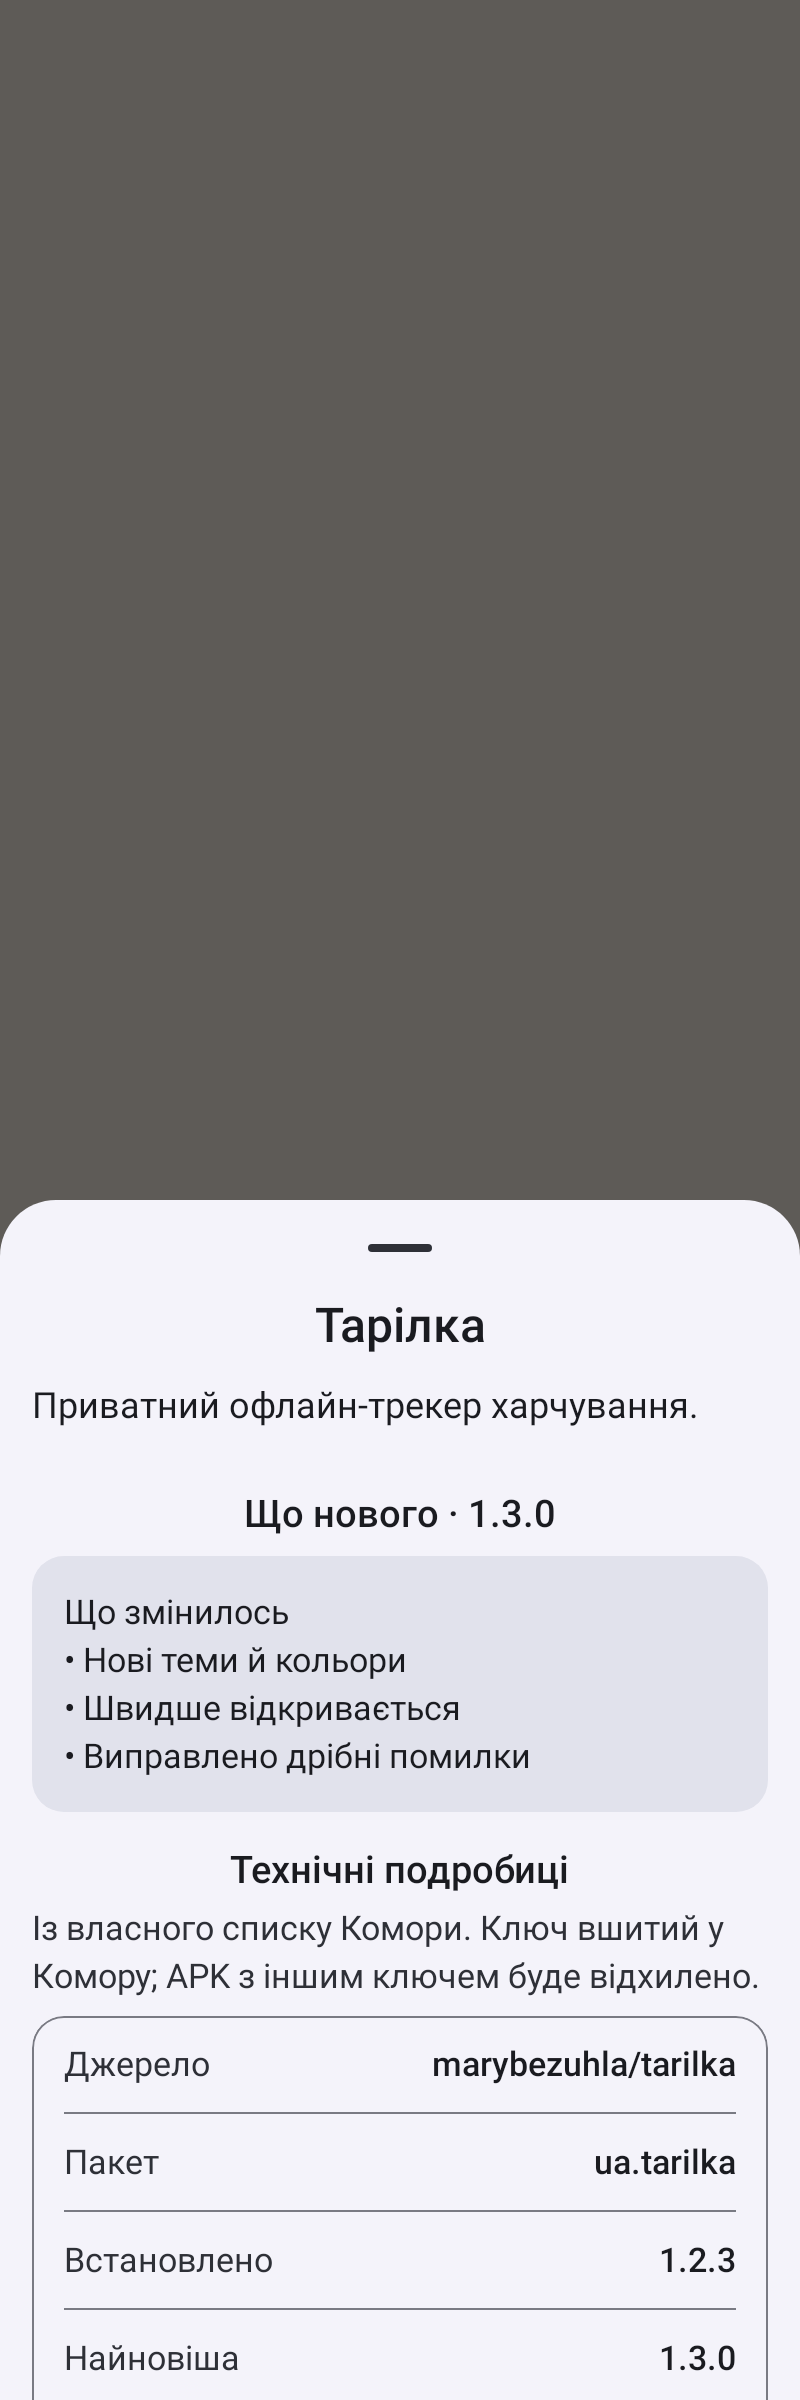 Тарілка
Приватний офлайн-трекер харчування.
Що нового · 1.3.0
Що змінилось
• Нові теми й кольори
• Швидше відкривається
• Виправлено дрібні помилки
Технічні подробиці
Із власного списку Комори. Ключ вшитий у
Комору; APK з іншим ключем буде відхилено.
Джерело marybezuhla/tarilka
Пакет ua.tarilka
Встановлено 1.2.3
Найновіша 1.3.0